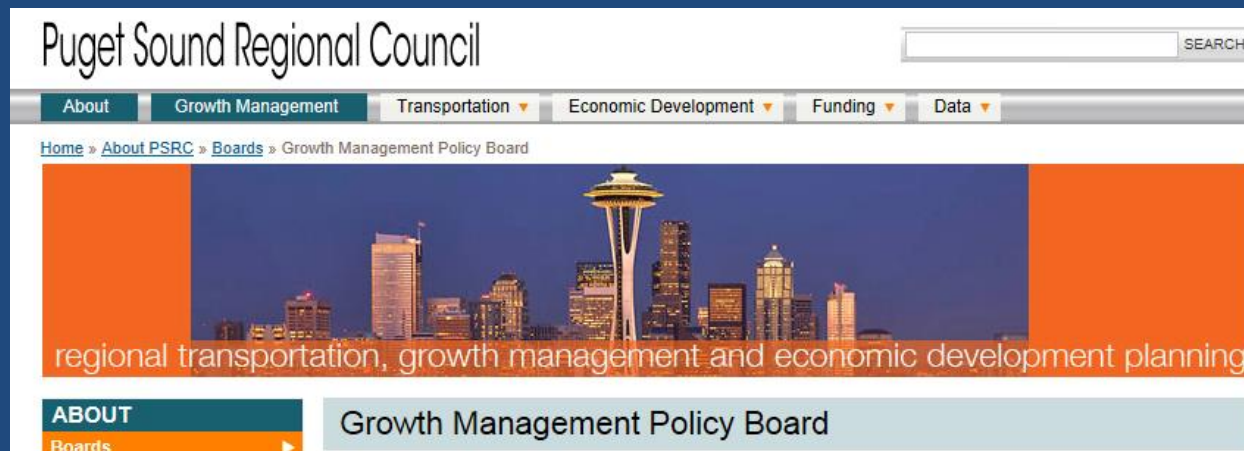 Puget Sound Regional Council
SEARCH
About Growth Management Transportation Economic Development Funding Data
Home » About PSRC » Boards » Growth Management Policy Board
regional transportation, growth management and economic development planning
ABOUT
Growth Management Policy Board
Boards